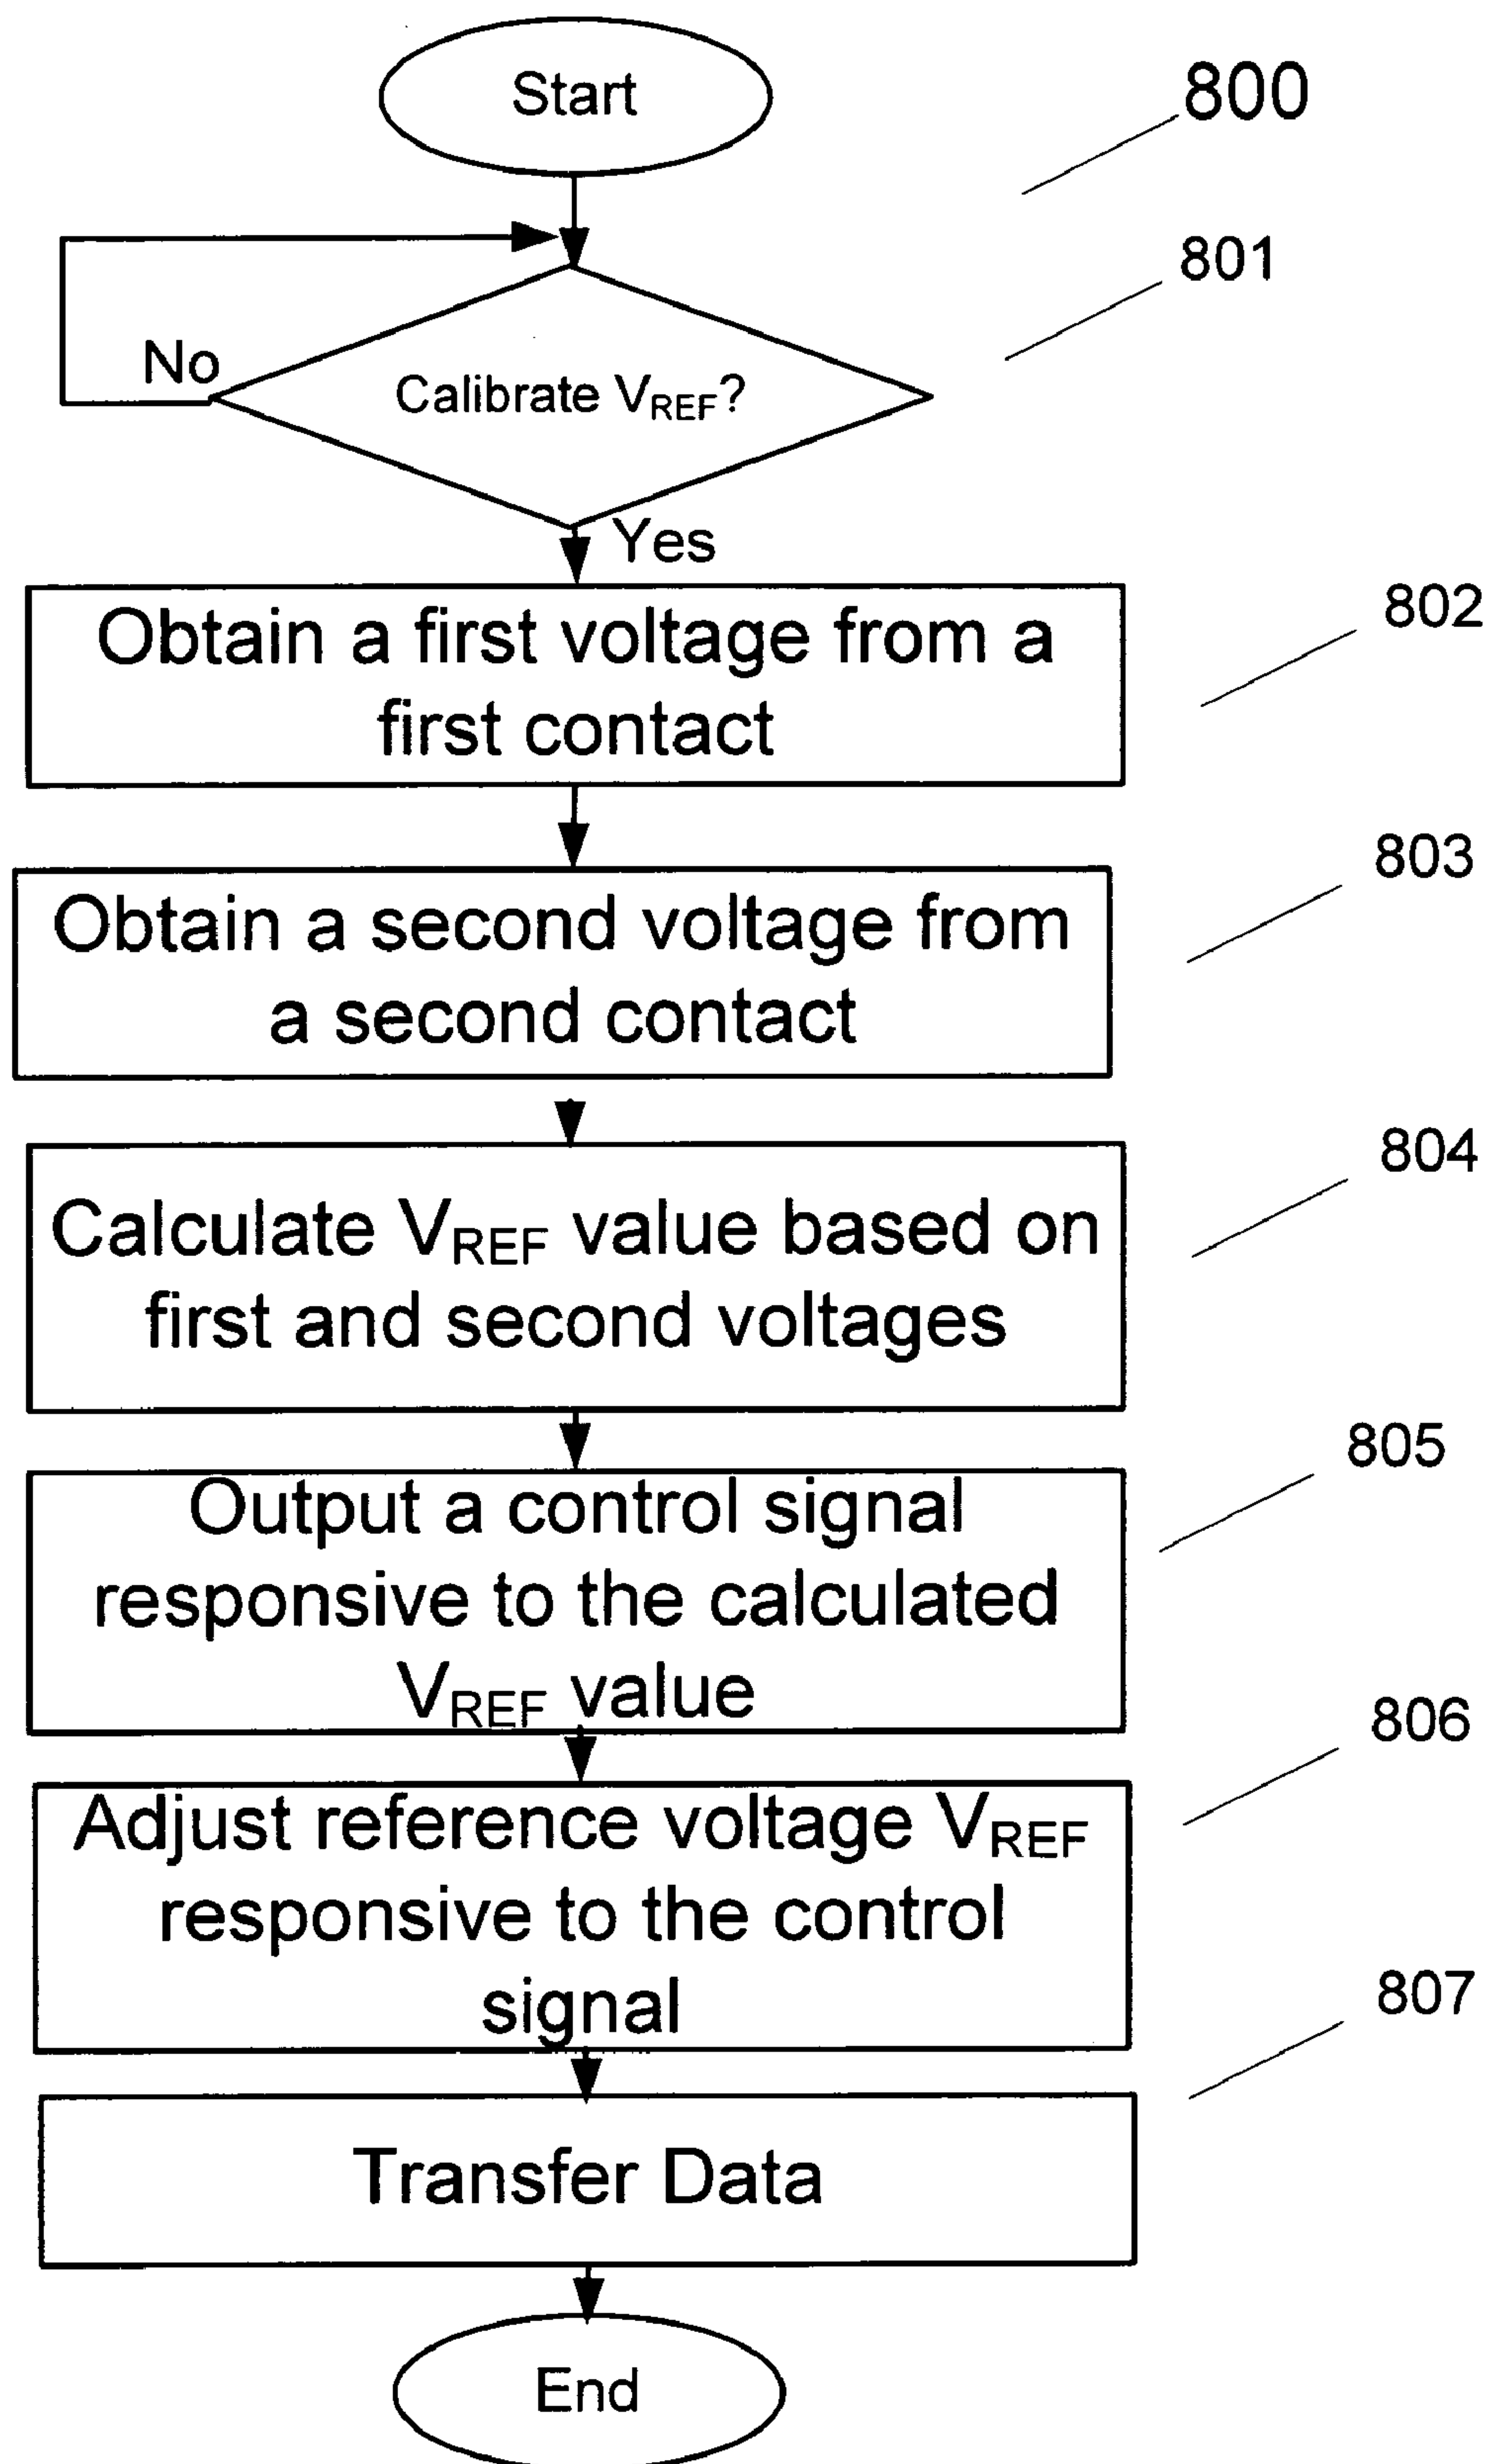 Start
800
801
No
Calibrate VREF?
Yes
802
Obtain a first voltage from a
first contact
803
Obtain a second voltage from
a second contact
804
Calculate VREF value based on
first and second voltages
805
Output a control signal
responsive to the calculated
VREF value
806
Adjust reference voltage VREF
responsive to the control
signal
807
Transfer Data
End